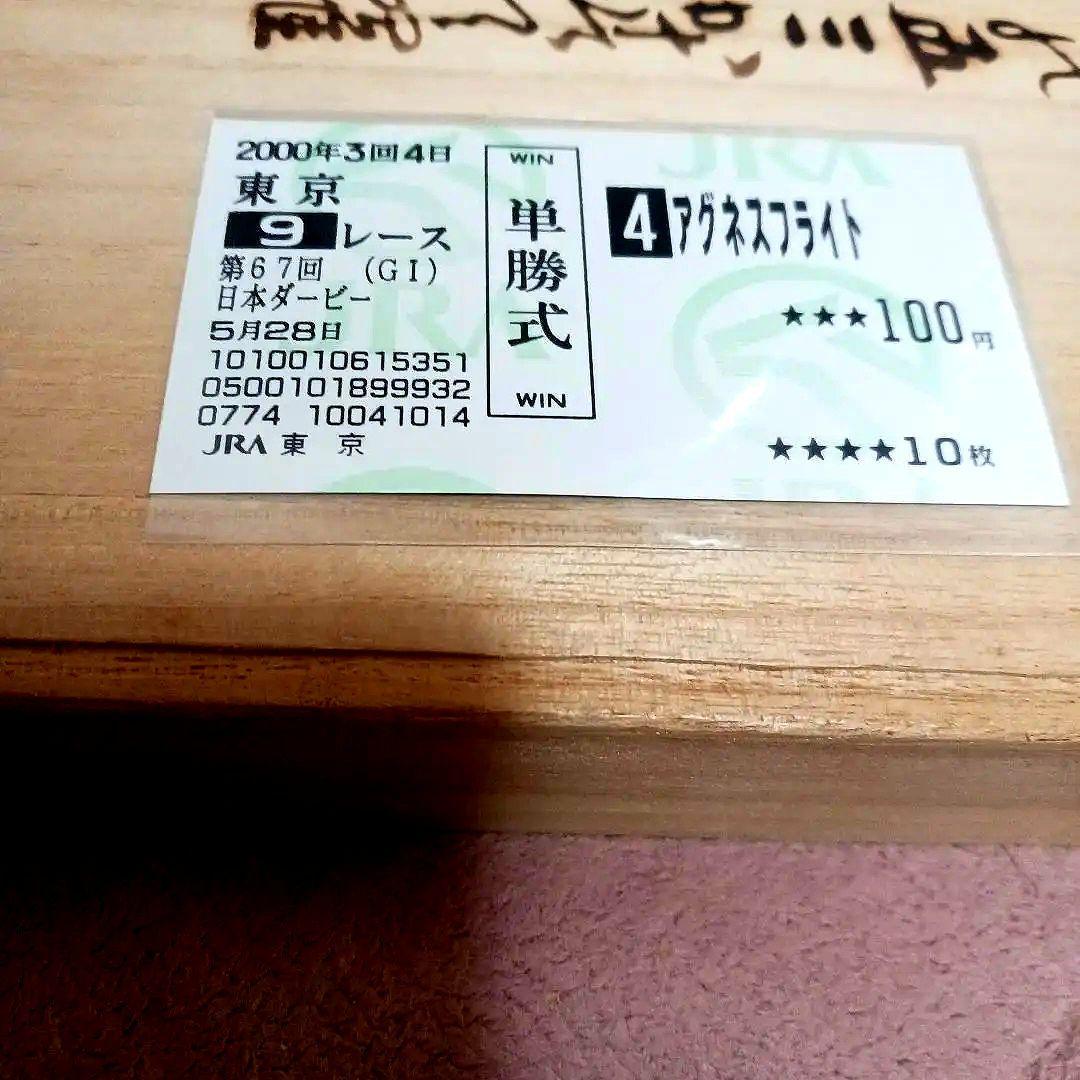 2000年3回4日
東京
9レース
第67回 (GI)
日本ダービー
5月28日
1010010615351
0500101899932
0774 10041014
JRA 東 京
WIN
単勝式
WIN
4アグネスフライト
★★★100円
★★★★10枚
JRA